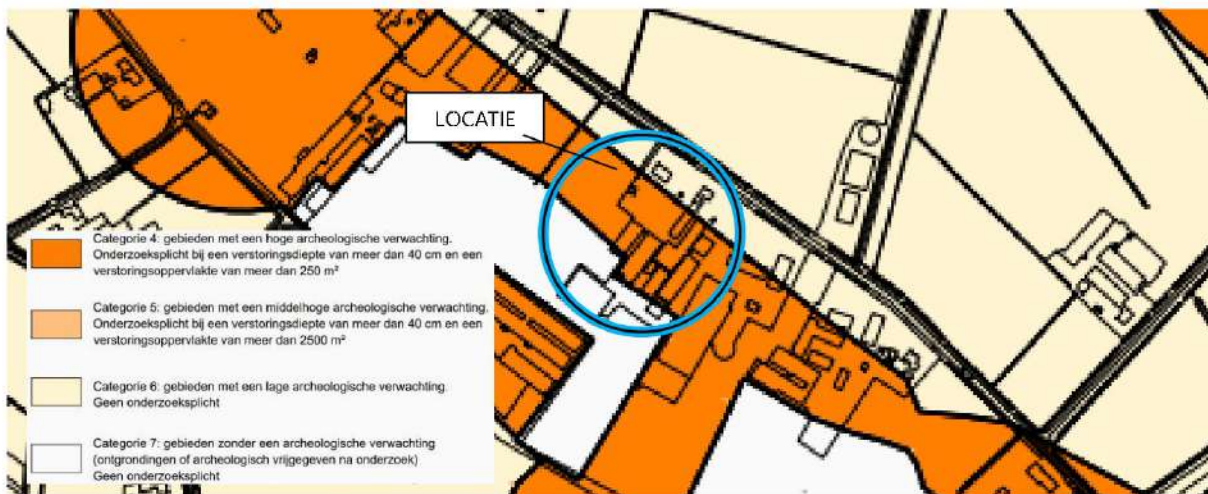 LOCATIE
Categorie 4: gebieden met een hoge archeologische verwachting.
Onderzoeksplicht bij een verstoringsdiepte van meer dan 40 cm en een
verstoringsoppervlakte van meer dan 250 m²
Categorie 5: gebieden met een middelhoge archeologische verwachting.
Onderzoeksplicht bij een verstoringsdiepte van meer dan 40 cm en een
verstoringsoppervlakte van meer dan 2500 m²
Categorie 6: gebieden met een lage archeologische verwachting.
Geen onderzoeksplicht
Categorie 7: gebieden zonder een archeologische verwachting
(ontgrondingen of archeologisch vrijgegeven na onderzoek)
Geen onderzoeksplicht